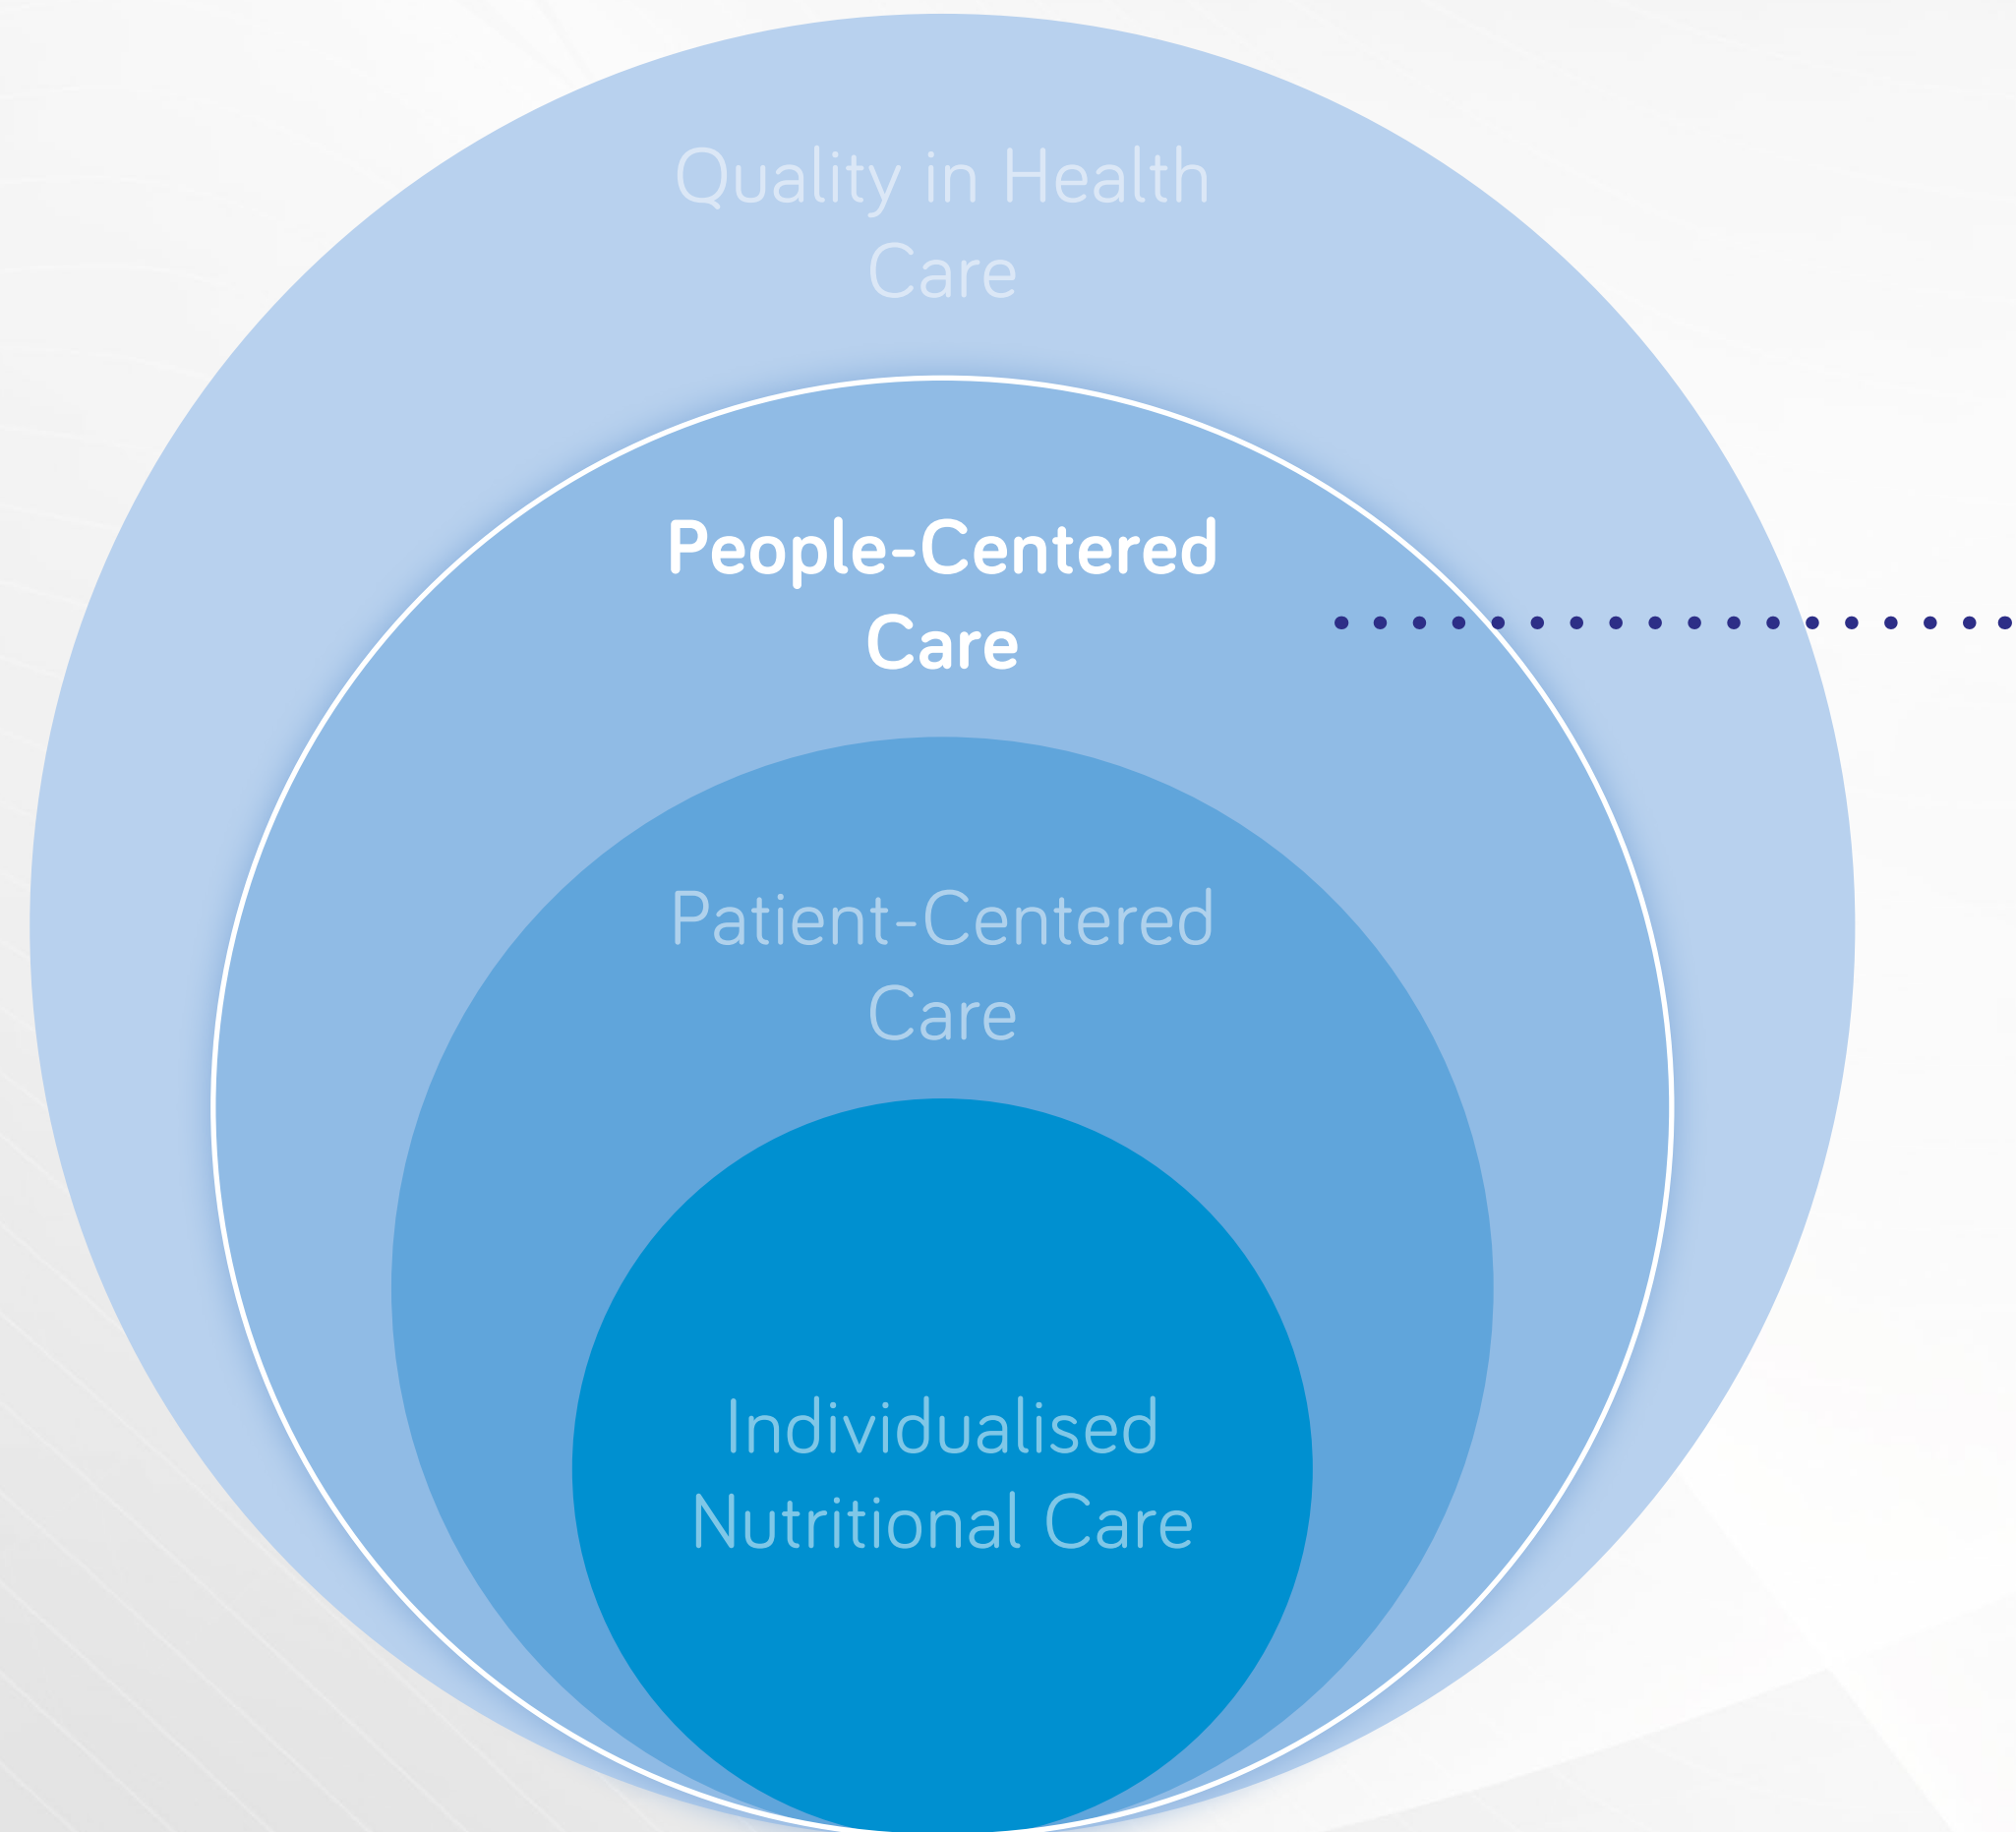 Quality in Health
Care
People-Centered
Care
Patient-Centered
Care
Individualised
Nutritional Care